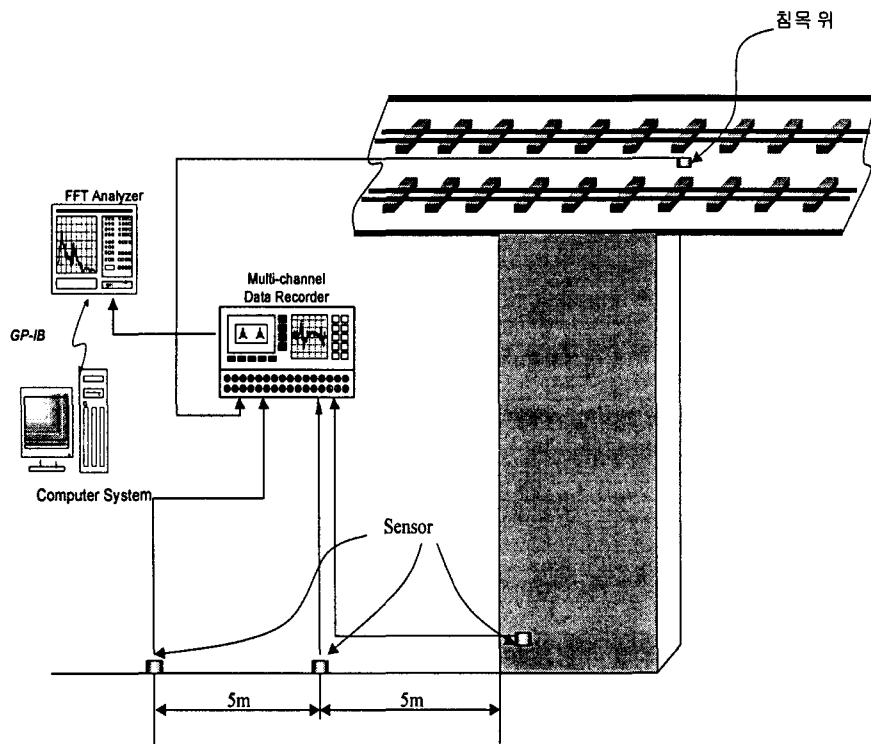 침목 위
FFT Analyzer
Multi-channel
Data Recorder
GP-IB
Computer System
Sensor
5m
5m